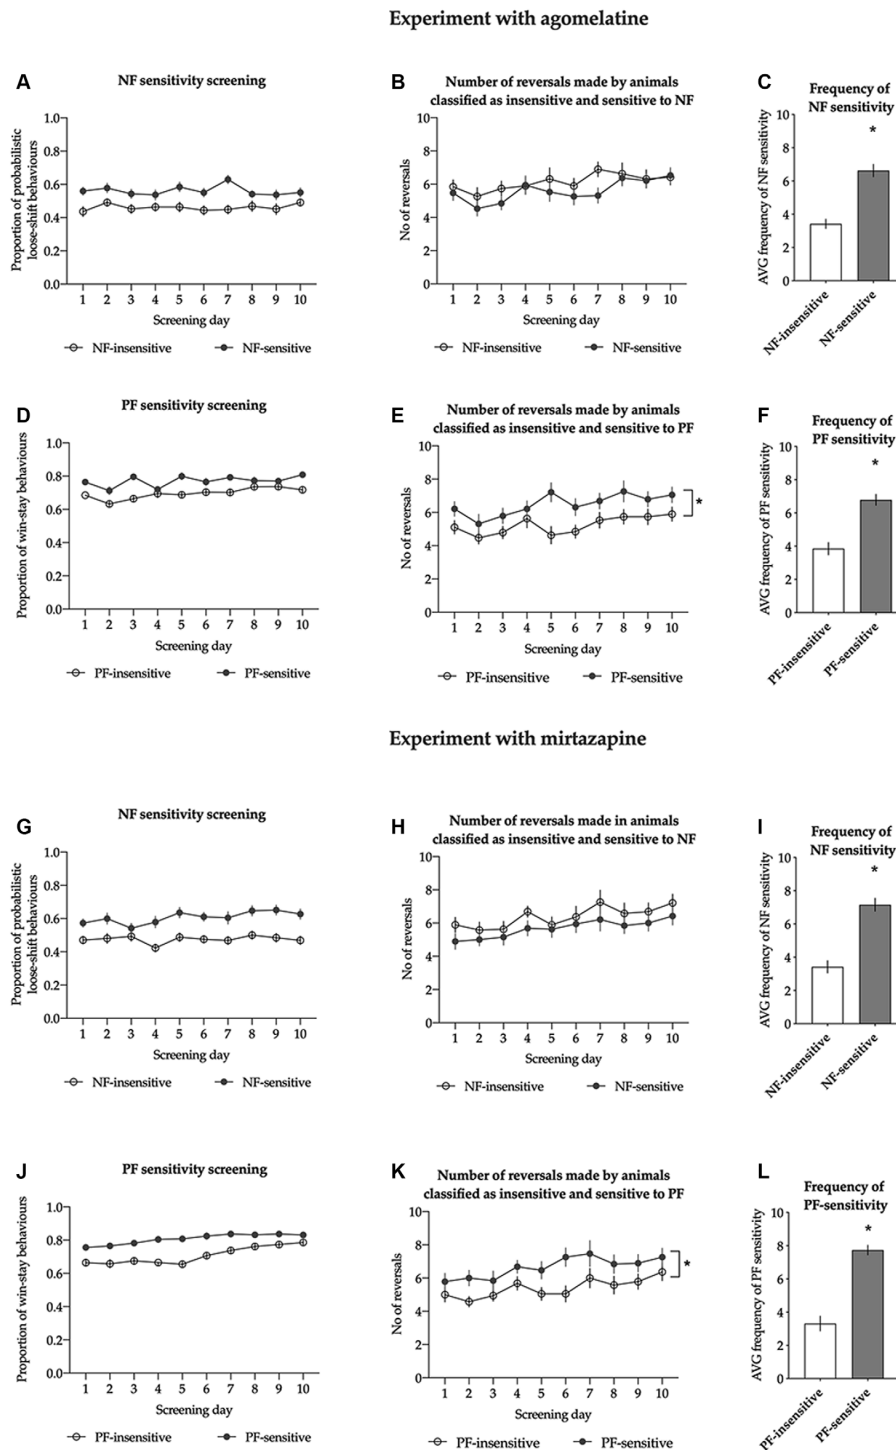 Experiment with agomelatine
A
NF sensitivity screening
Proportion of probabilistic
loose-shift behaviours
1.0
0.8
0.6
0.4
0.2
0.0
1 2 3 4 5 6 7 8 9 10
Screening day
NF-insensitive NF-sensitive
B
Number of reversals made by animals
classified as insensitive and sensitive to NF
No of reversals
10
8
6
4
2
0
1 2 3 4 5 6 7 8 9 10
Screening day
NF-insensitive NF-sensitive
C
Frequency of
NF sensitivity
AVG frequency of NF sensitivity
10
8
6
4
2
0
*
NF-insensitive
NF-sensitive
D
PF sensitivity screening
Proportion of win-stay behaviours
1.0
0.8
0.6
0.4
0.2
0.0
1 2 3 4 5 6 7 8 9 10
Screening day
PF-insensitive PF-sensitive
E
Number of reversals made by animals
classified as insensitive and sensitive to PF
No of reversals
10
8
6
4
2
0
*
1 2 3 4 5 6 7 8 9 10
Screening day
PF-insensitive PF-sensitive
F
Frequency of
PF sensitivity
AVG frequency of PF sensitivity
10
8
6
4
2
0
*
PF-insensitive
PF-sensitive
Experiment with mirtazapine
G
NF sensitivity screening
Proportion of probabilistic
loose-shift behaviours
1.0
0.8
0.6
0.4
0.2
0.0
1 2 3 4 5 6 7 8 9 10
Screening day
NF-insensitive NF-sensitive
H
Number of reversals made in animals
classified as insensitive and sensitive to NF
No of reversals
10
8
6
4
2
0
1 2 3 4 5 6 7 8 9 10
Screening day
NF-insensitive NF-sensitive
I
Frequency of
NF sensitivity
AVG frequency of NF sensitivity
10
8
6
4
2
0
*
NF-insensitive
NF-sensitive
J
PF sensitivity screening
Proportion of win-stay behaviours
1.0
0.8
0.6
0.4
0.2
0.0
1 2 3 4 5 6 7 8 9 10
Screening day
PF-insensitive PF-sensitive
K
Number of reversals made by animals
classified as insensitive and sensitive to PF
No of reversals
10
8
6
4
2
0
*
1 2 3 4 5 6 7 8 9 10
Screening day
PF-insensitive PF-sensitive
L
Frequency of
PF-sensitivity
AVG frequency of PF sensitivity
10
8
6
4
2
0
*
PF-insensitive
PF-sensitive